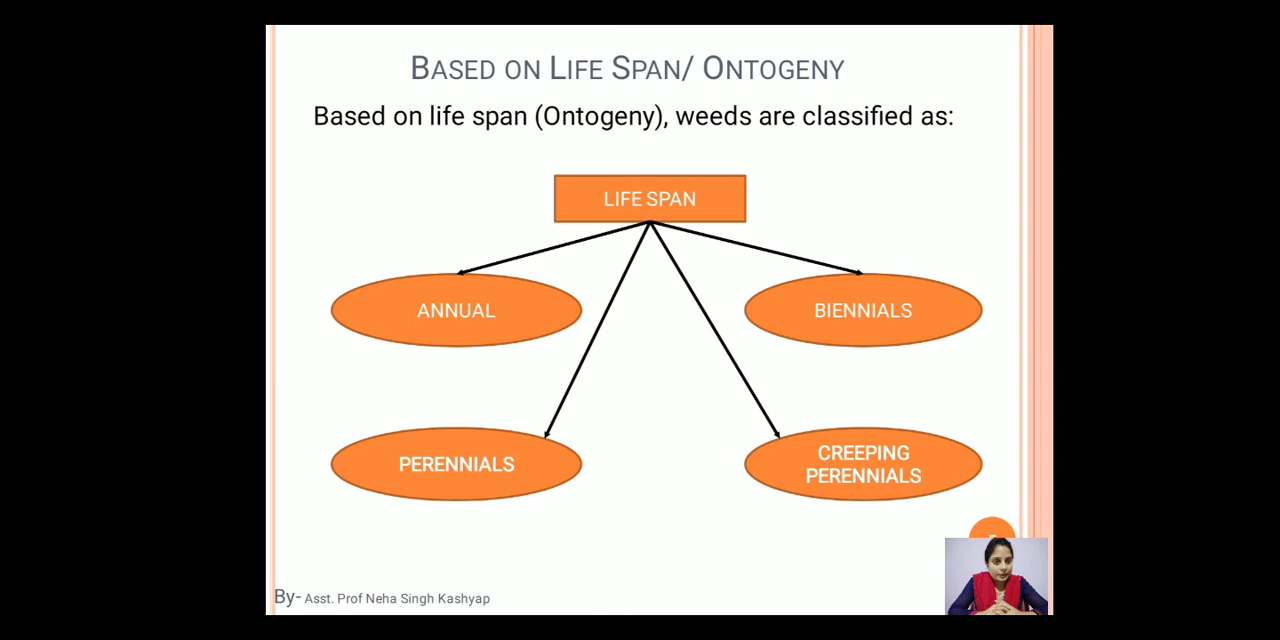 BASED ON LIFE SPAN/ ONTOGENY
Based on life span (Ontogeny), weeds are classified as:
LIFE SPAN
ANNUAL
BIENNIALS
PERENNIALS
CREEPING
PERENNIALS
By- Asst. Prof Neha Singh Kashyap